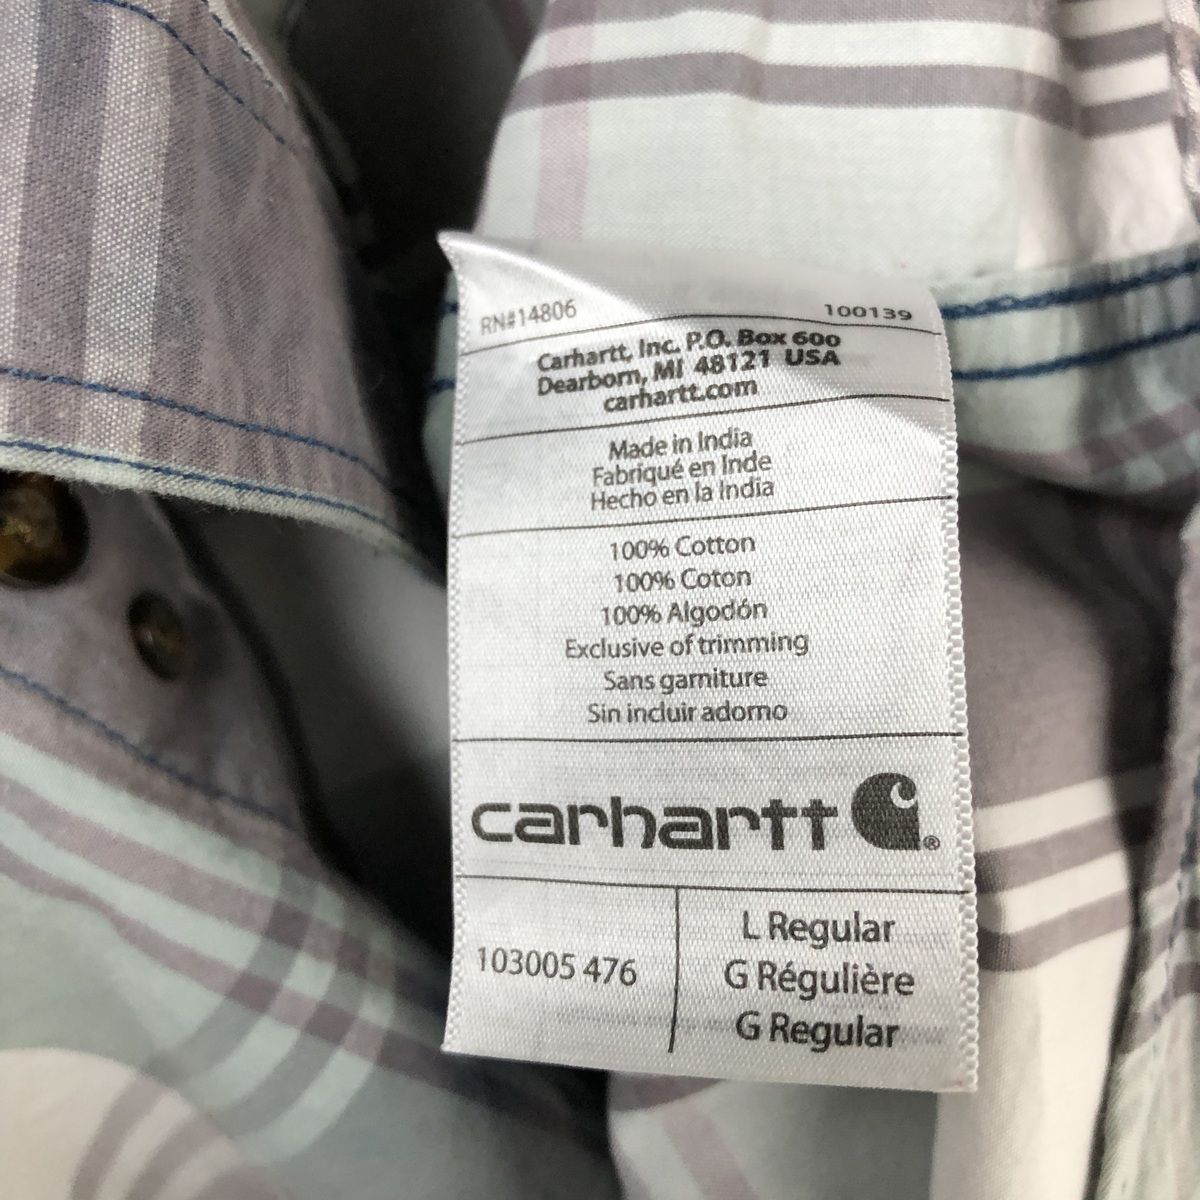 RN#14806 100139
Carhartt, Inc. P.O. Box 600
Dearborn, MI 48121 USA
carhartt.com
Made in India
Fabriqué en Inde
Hecho en la India
100% Cotton
100% Coton
100% Algodón
Exclusive of trimming
Sans garniture
Sin incluir adorno
carhartt ®
103005 476
L Regular
G Régulière
G Regular